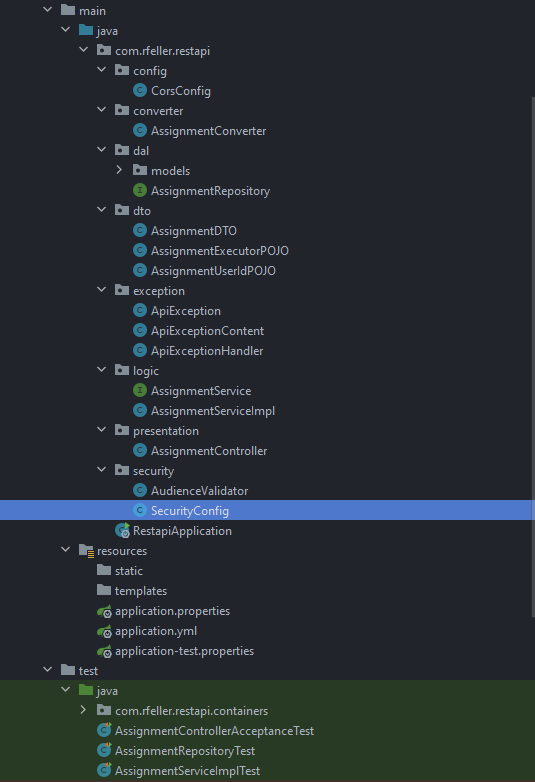 main
java
com.rfeller.restapi
config
CorsConfig
converter
AssignmentConverter
dal
models
AssignmentRepository
dto
AssignmentDTO
AssignmentExecutorPOJO
AssignmentUserIdPOJO
exception
ApiException
ApiExceptionContent
ApiExceptionHandler
logic
AssignmentService
AssignmentServiceImpl
presentation
AssignmentController
security
AudienceValidator
SecurityConfig
RestapiApplication
resources
static
templates
application.properties
application.yml
application-test.properties
test
java
com.rfeller.restapi.containers
AssignmentControllerAcceptanceTest
AssignmentRepositoryTest
AssignmentServiceImplTest